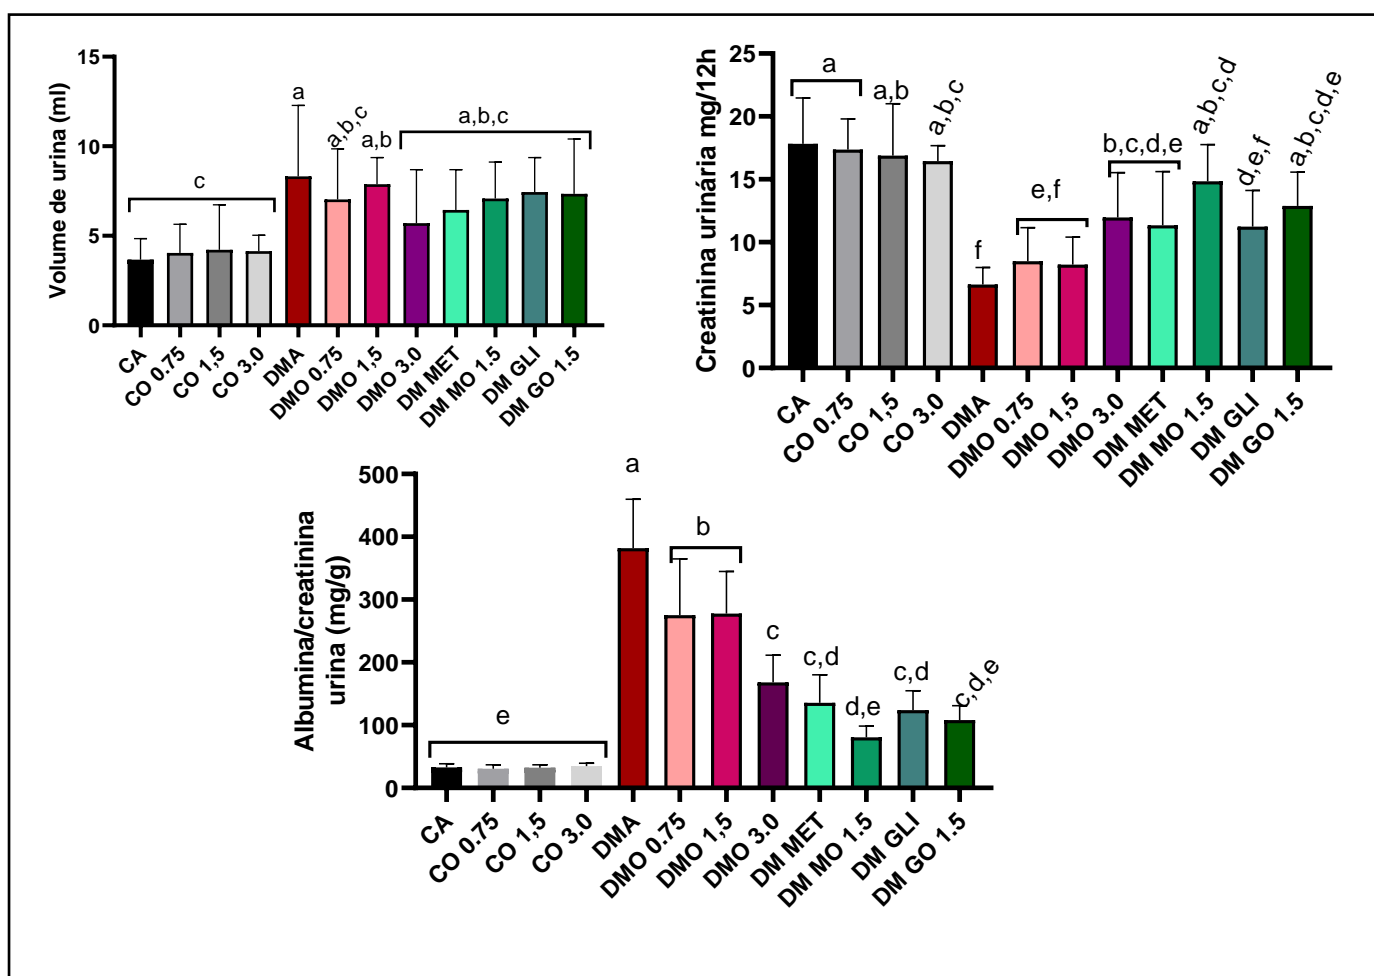 Volume de urina (ml)
15
10
5
0
c
a
a,b,c
a,b
a,b,c
CA
CO 0.75
CO 1,5
CO 3.0
DMA
DMO 0.75
DMO 1,5
DMO 3.0
DM MET
DM MO 1.5
DM GLI
DM GO 1.5
Creatinina urinária mg/12h
25
20
15
10
5
0
a
a,b
a,b,c
f
e,f
b,c,d,e
a,b,c,d
d,e,f
a,b,c,d,e
CA
CO 0.75
CO 1,5
CO 3.0
DMA
DMO 0.75
DMO 1,5
DMO 3.0
DM MET
DM MO 1.5
DM GLI
DM GO 1.5
Albumina/creatinina
urina (mg/g)
500
400
300
200
100
0
e
a
b
c
c,d
d,e
c,d
c,d,e
CA
CO 0.75
CO 1,5
CO 3.0
DMA
DMO 0.75
DMO 1,5
DMO 3.0
DM MET
DM MO 1.5
DM GLI
DM GO 1.5